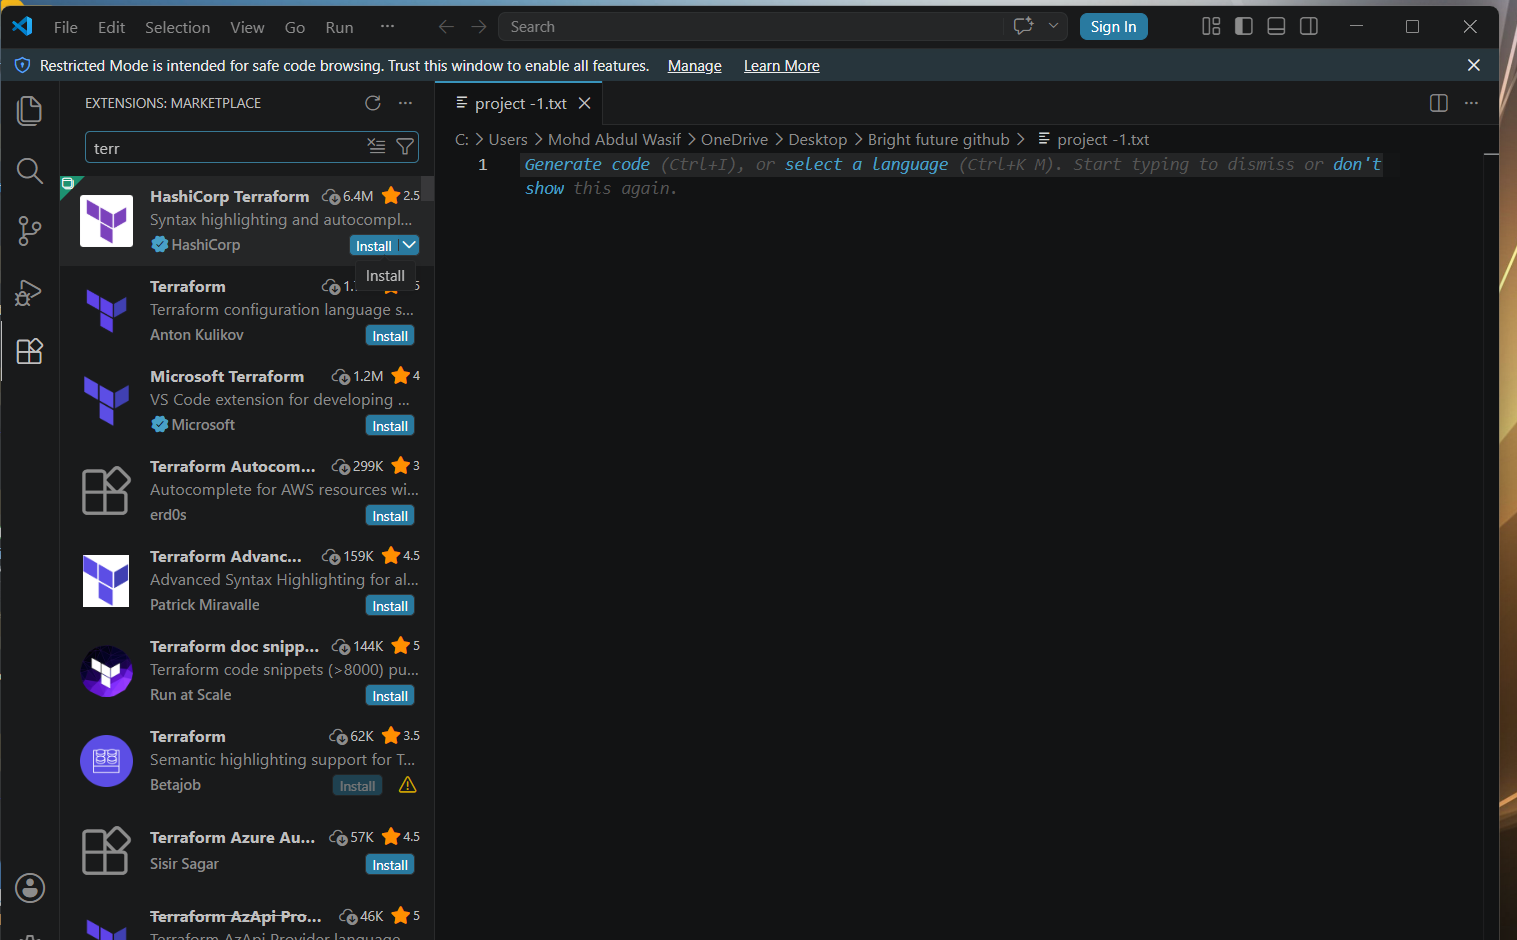 File Edit Selection View Go Run ···
Search
Sign In
Restricted Mode is intended for safe code browsing. Trust this window to enable all features. Manage Learn More
EXTENSIONS: MARKETPLACE
terr
HashiCorp Terraform 6.4M 2.5
Syntax highlighting and autocompl...
HashiCorp Install
Install
Terraform
Terraform configuration language s...
Anton Kulikov Install
Microsoft Terraform 1.2M 4
VS Code extension for developing ...
Microsoft Install
Terraform Autocom... 299K 3
Autocomplete for AWS resources wi...
erd0s Install
Terraform Advanc... 159K 4.5
Advanced Syntax Highlighting for al...
Patrick Miravalle Install
Terraform doc snipp... 144K 5
Terraform code snippets (>8000) pu...
Run at Scale Install
Terraform 62K 3.5
Semantic highlighting support for T...
Betajob Install
Terraform Azure Au... 57K 4.5
Sisir Sagar Install
Terraform AzApi Pro... 46K 5
Terraform AzApi Provider language
project -1.txt
C: > Users > Mohd Abdul Wasif > OneDrive > Desktop > Bright future github > project -1.txt
1 Generate code (Ctrl+I), or select a language (Ctrl+K M). Start typing to dismiss or don't
show this again.